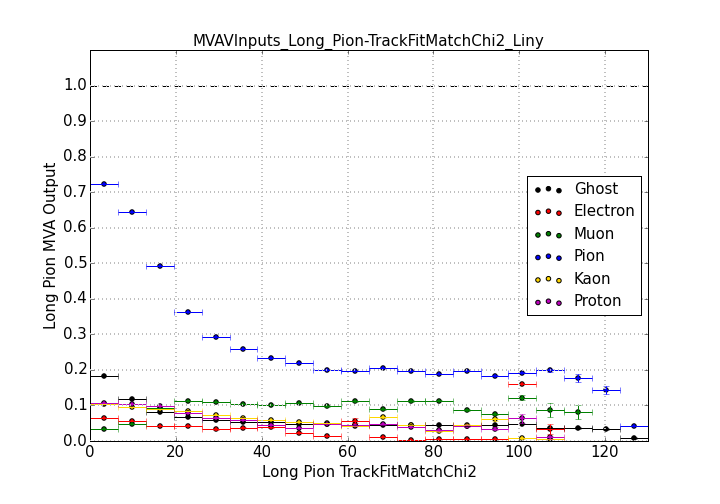 MVAVInputs_Long_Pion-TrackFitMatchChi2_Liny
1.0
0.9
0.8
0.7
0.6
0.5
0.4
0.3
0.2
0.1
0.0
Long Pion MVA Output
Ghost
Electron
Muon
Pion
Kaon
Proton
0 20 40 60 80 100 120
Long Pion TrackFitMatchChi2